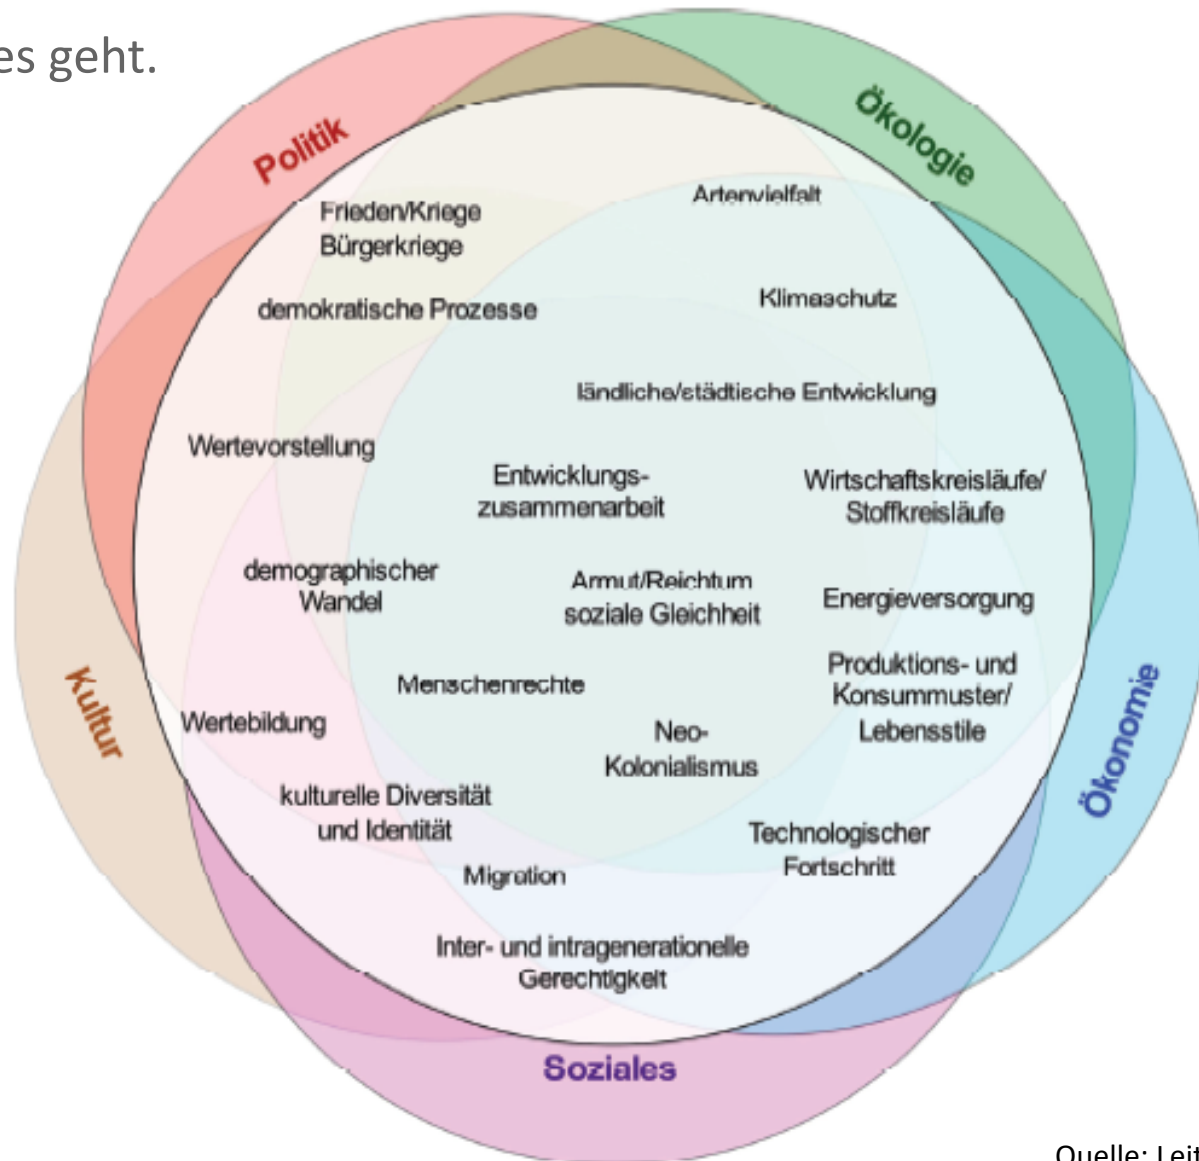 es geht.
Politik
Ökologie
Frieden/Kriege
Bürgerkriege
Artenvielfalt
demokratische Prozesse
Klimaschutz
ländliche/städtische Entwicklung
Wertevorstellung
Entwicklungs-
zusammenarbeit
Wirtschaftskreisläufe/
Stoffkreisläufe
demographischer
Wandel
Armut/Reichtum
soziale Gleichheit
Energieversorgung
Menschenrechte
Produktions- und
Konsummuster/
Lebensstile
Kultur
Wertebildung
Neo-
Kolonialismus
Ökonomie
kulturelle Diversität
und Identität
Technologischer
Fortschritt
Migration
Inter- und intragenerationelle
Gerechtigkeit
Soziales
Quelle: Leit